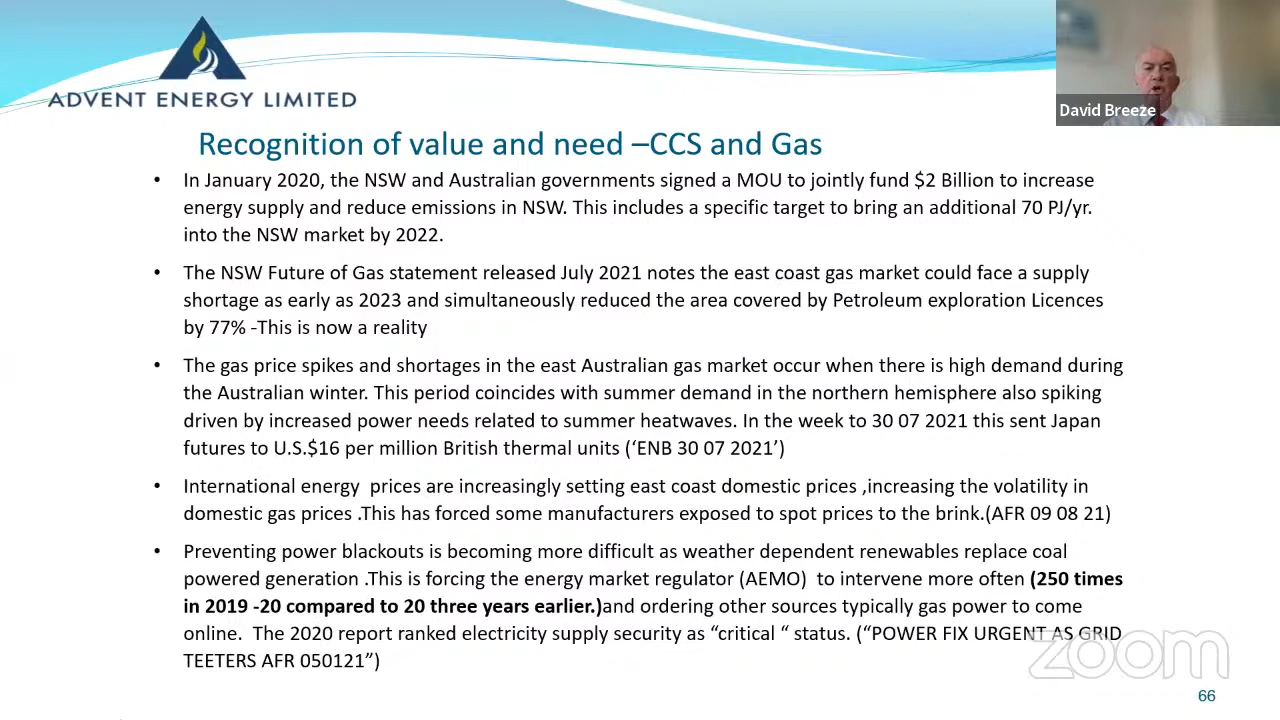 ADVENT ENERGY LIMITED
David Breeze
Recognition of value and need –CCS and Gas
• In January 2020, the NSW and Australian governments signed a MOU to jointly fund $2 Billion to increase
energy supply and reduce emissions in NSW. This includes a specific target to bring an additional 70 PJ/yr.
into the NSW market by 2022.
• The NSW Future of Gas statement released July 2021 notes the east coast gas market could face a supply
shortage as early as 2023 and simultaneously reduced the area covered by Petroleum exploration Licences
by 77% -This is now a reality
• The gas price spikes and shortages in the east Australian gas market occur when there is high demand during
the Australian winter. This period coincides with summer demand in the northern hemisphere also spiking
driven by increased power needs related to summer heatwaves. In the week to 30 07 2021 this sent Japan
futures to U.S.$16 per million British thermal units (‘ENB 30 07 2021’)
• International energy  prices are increasingly setting east coast domestic prices ,increasing the volatility in
domestic gas prices .This has forced some manufacturers exposed to spot prices to the brink.(AFR 09 08 21)
• Preventing power blackouts is becoming more difficult as weather dependent renewables replace coal
powered generation .This is forcing the energy market regulator (AEMO)  to intervene more often (250 times
in 2019 -20 compared to 20 three years earlier.)and ordering other sources typically gas power to come
online.  The 2020 report ranked electricity supply security as “critical “ status. (“POWER FIX URGENT AS GRID
TEETERS AFR 050121”)
zoom
66